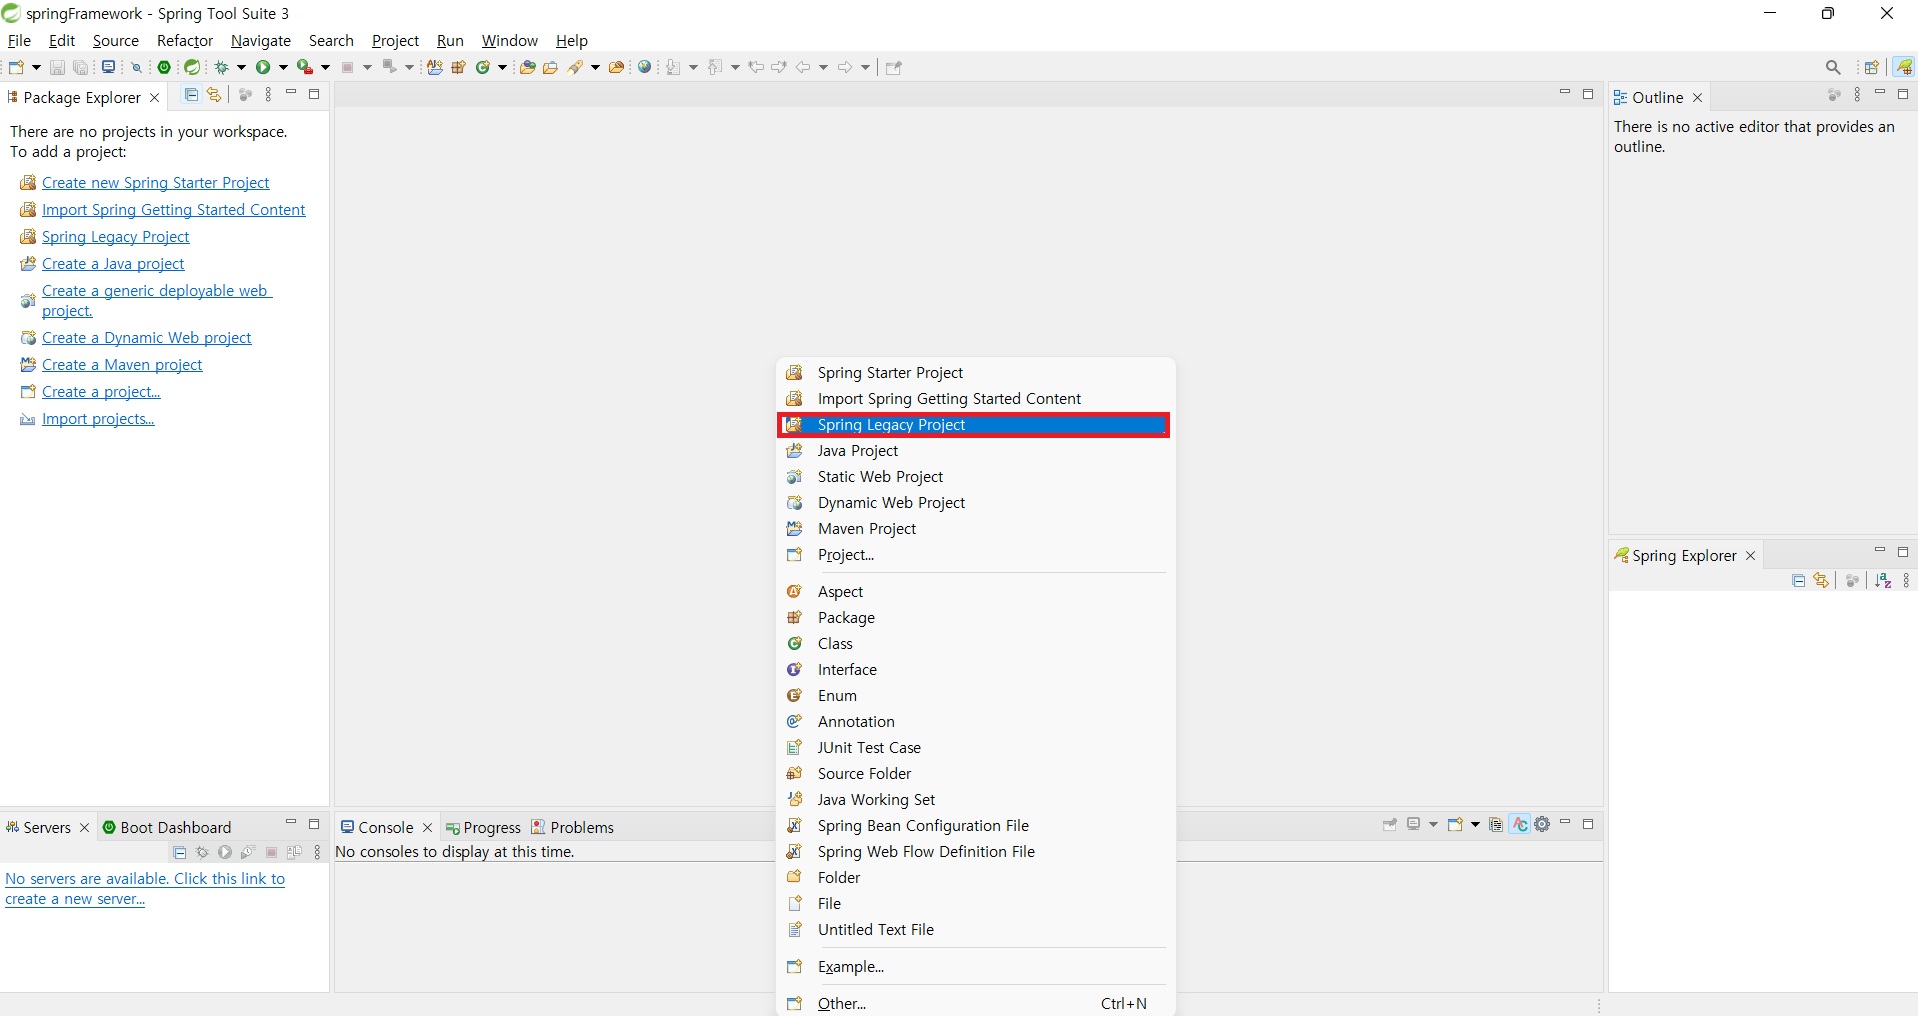 springFramework - Spring Tool Suite 3
File Edit Source Refactor Navigate Search Project Run Window Help
Package Explorer
There are no projects in your workspace.
To add a project:
Create new Spring Starter Project
Import Spring Getting Started Content
Spring Legacy Project
Create a Java project
Create a generic deployable web
project.
Create a Dynamic Web project
Create a Maven project
Create a project...
Import projects...
Outline
There is no active editor that provides an
outline.
Spring Explorer
Spring Starter Project
Import Spring Getting Started Content
Spring Legacy Project
Java Project
Static Web Project
Dynamic Web Project
Maven Project
Project...
Aspect
Package
Class
Interface
Enum
Annotation
JUnit Test Case
Source Folder
Java Working Set
Spring Bean Configuration File
Spring Web Flow Definition File
Folder
File
Untitled Text File
Example...
Other... Ctrl+N
Servers Boot Dashboard
No servers are available. Click this link to
create a new server...
Console Progress Problems
No consoles to display at this time.